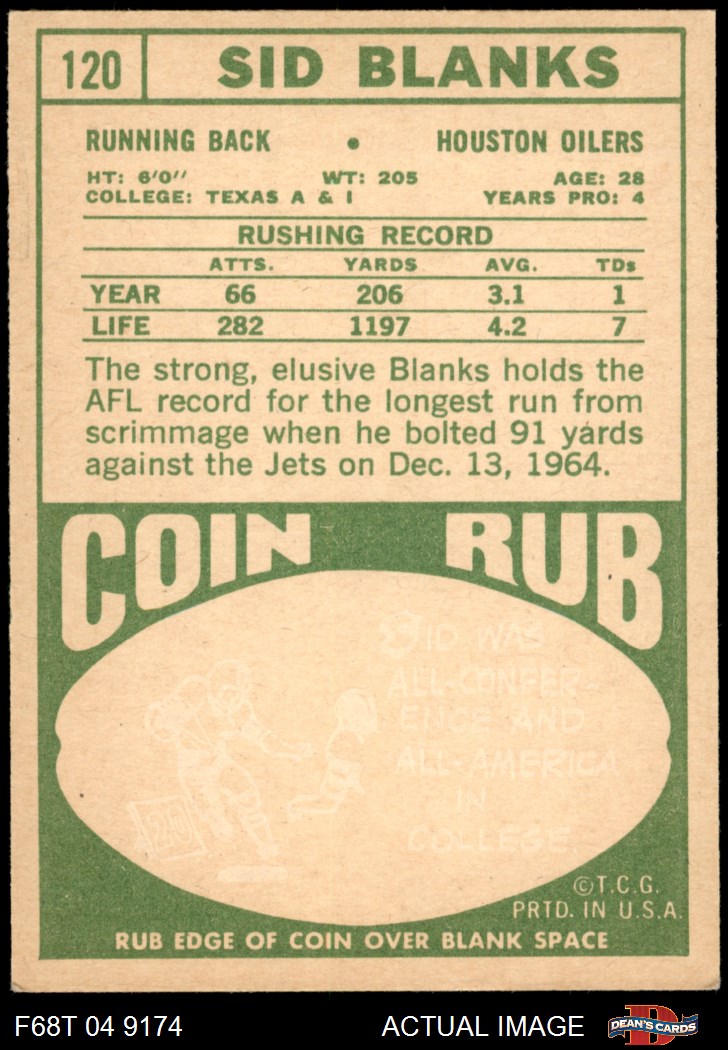 120 SID BLANKS
RUNNING BACK • HOUSTON OILERS
HT: 6'0" WT: 205 AGE: 28
COLLEGE: TEXAS A & I YEARS PRO: 4
RUSHING RECORD
ATTS. YARDS AVG. TDs
YEAR 66 206 3.1 1
LIFE 282 1197 4.2 7
The strong, elusive Blanks holds the
AFL record for the longest run from
scrimmage when he bolted 91 yards
against the Jets on Dec. 13, 1964.
COIN RUB
SID WAS
ALL-CONFER-
ENCE AND
ALL-AMERICA
IN
COLLEGE.
20
©T.C.G.
PRTD. IN U.S.A.
RUB EDGE OF COIN OVER BLANK SPACE
F68T 04 9174 ACTUAL IMAGE D DEAN'S CARDS